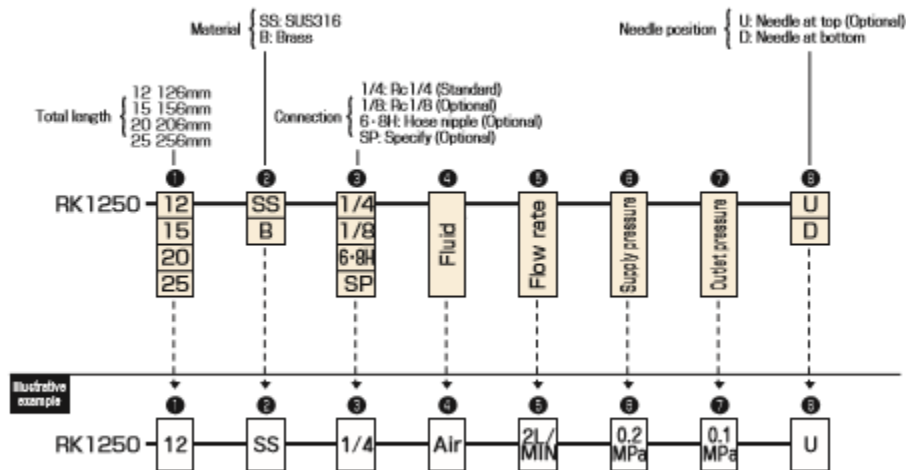 Material
SS: SUS316
B: Brass
Needle position
U: Needle at top (Optional)
D: Needle at bottom
Total length
12 126mm
15 156mm
20 206mm
25 256mm
Connection
1/4: Rc1/4 (Standard)
1/8: Rc1/8 (Optional)
6・8H: Hose nipple (Optional)
SP: Specify (Optional)
1 2 3 4 5 6 7 8
RK1250 12 SS 1/4 Fluid Flow rate Supply pressure Outlet pressure U
15 B 1/8 D
20 6・8H
25 SP
Illustrative
example
1 2 3 4 5 6 7 8
RK1250 12 SS 1/4 Air 2L/MIN 0.2 MPa 0.1 MPa U